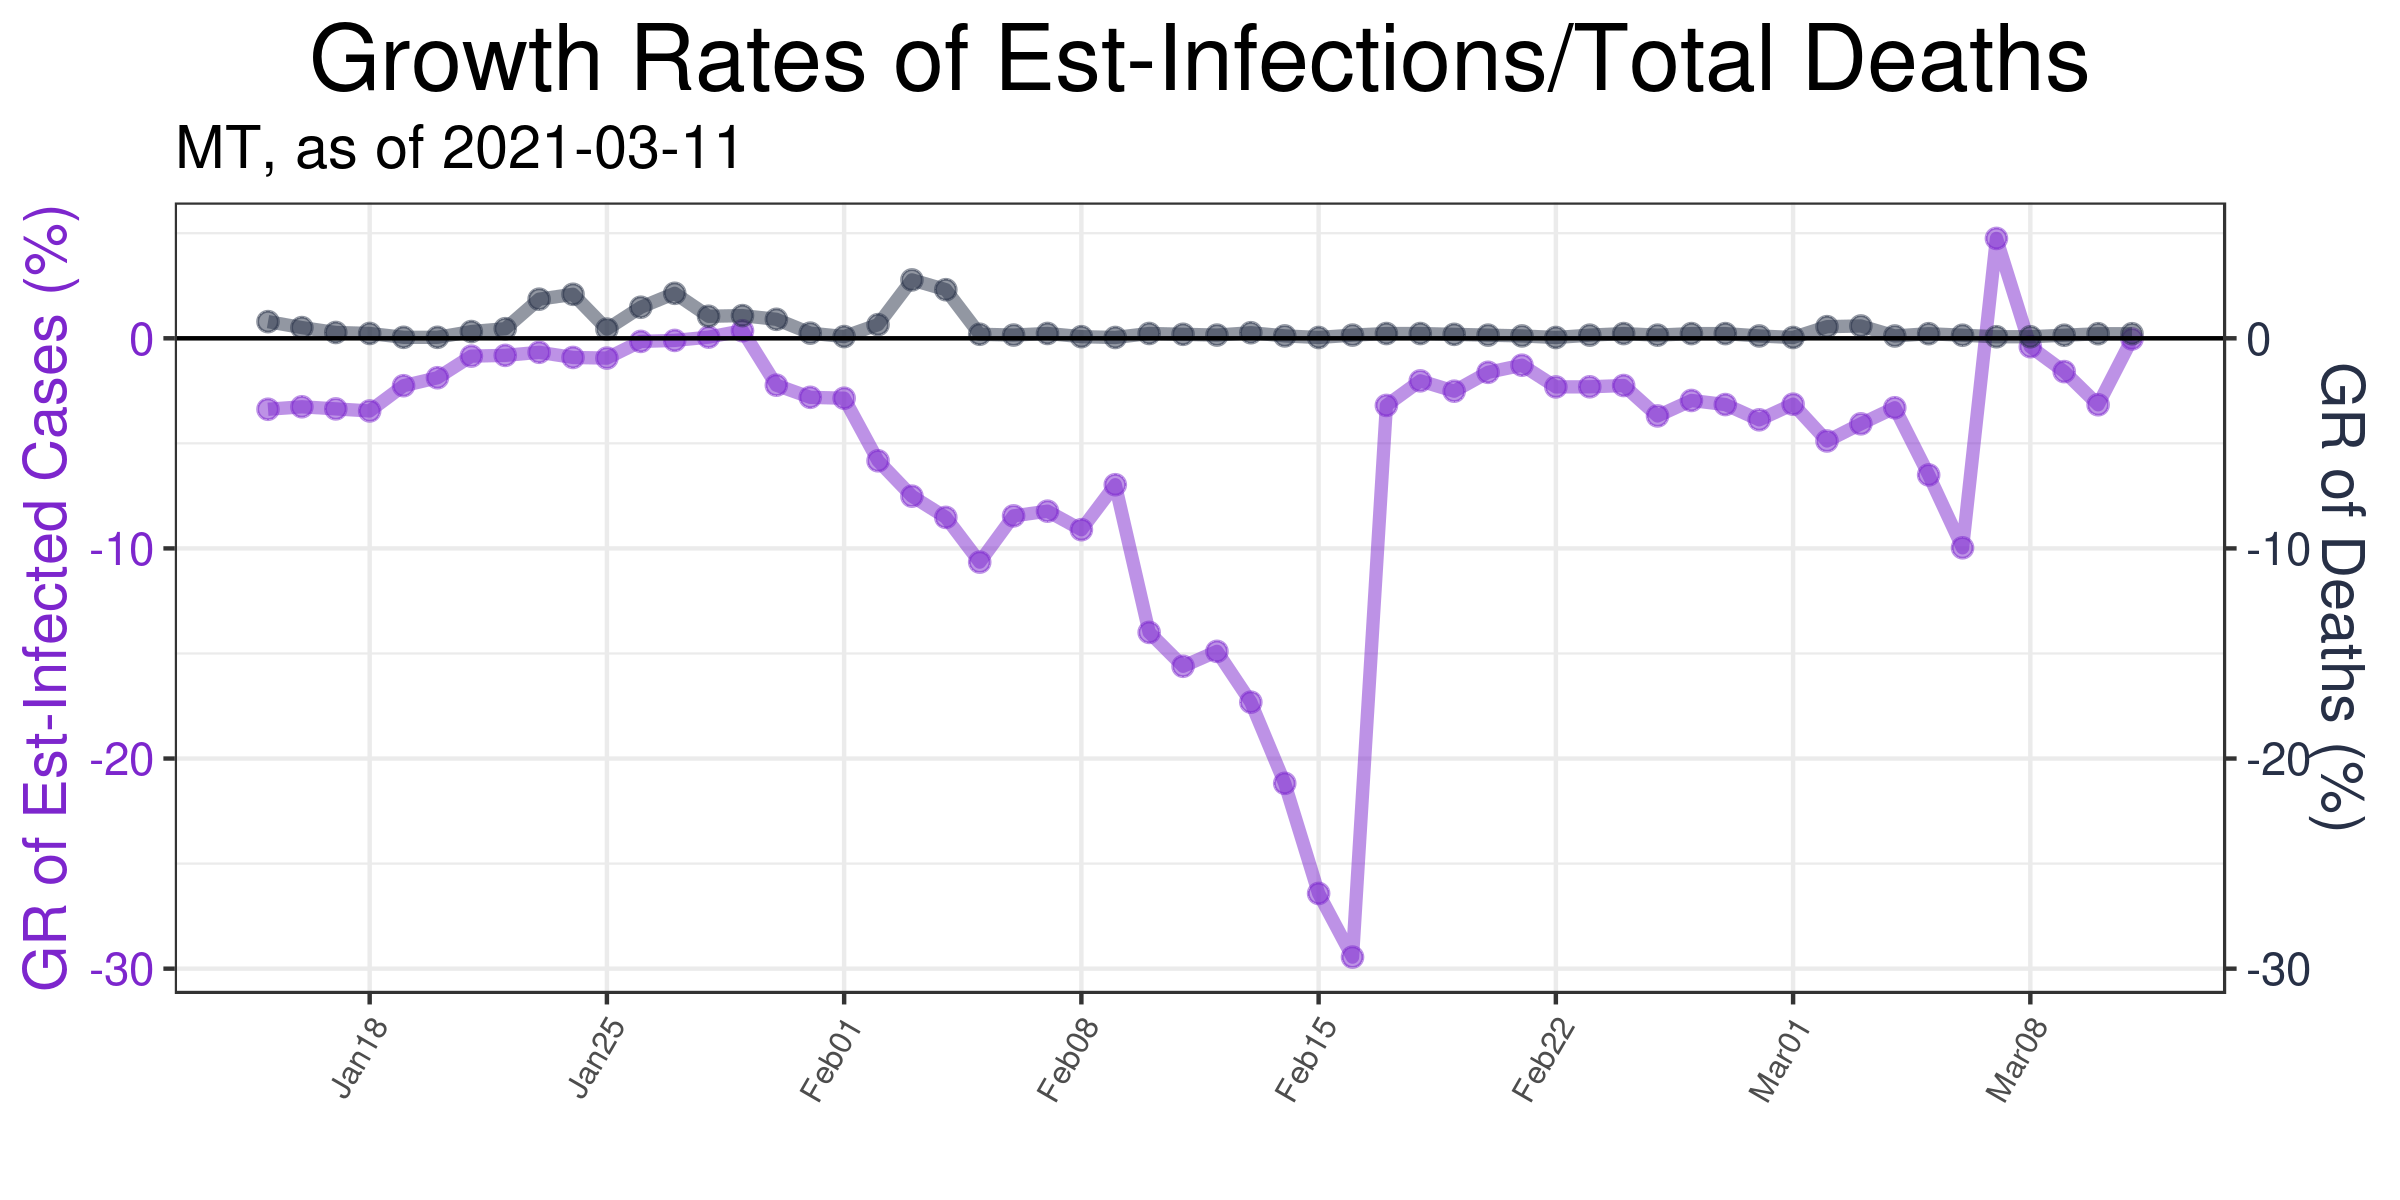 Growth Rates of Est-Infections/Total Deaths
MT, as of 2021-03-11
GR of Est-Infected Cases (%)
0
-10
-20
-30
0
-10
-20
-30
GR of Deaths (%)
Jan18
Jan25
Feb01
Feb08
Feb15
Feb22
Mar01
Mar08